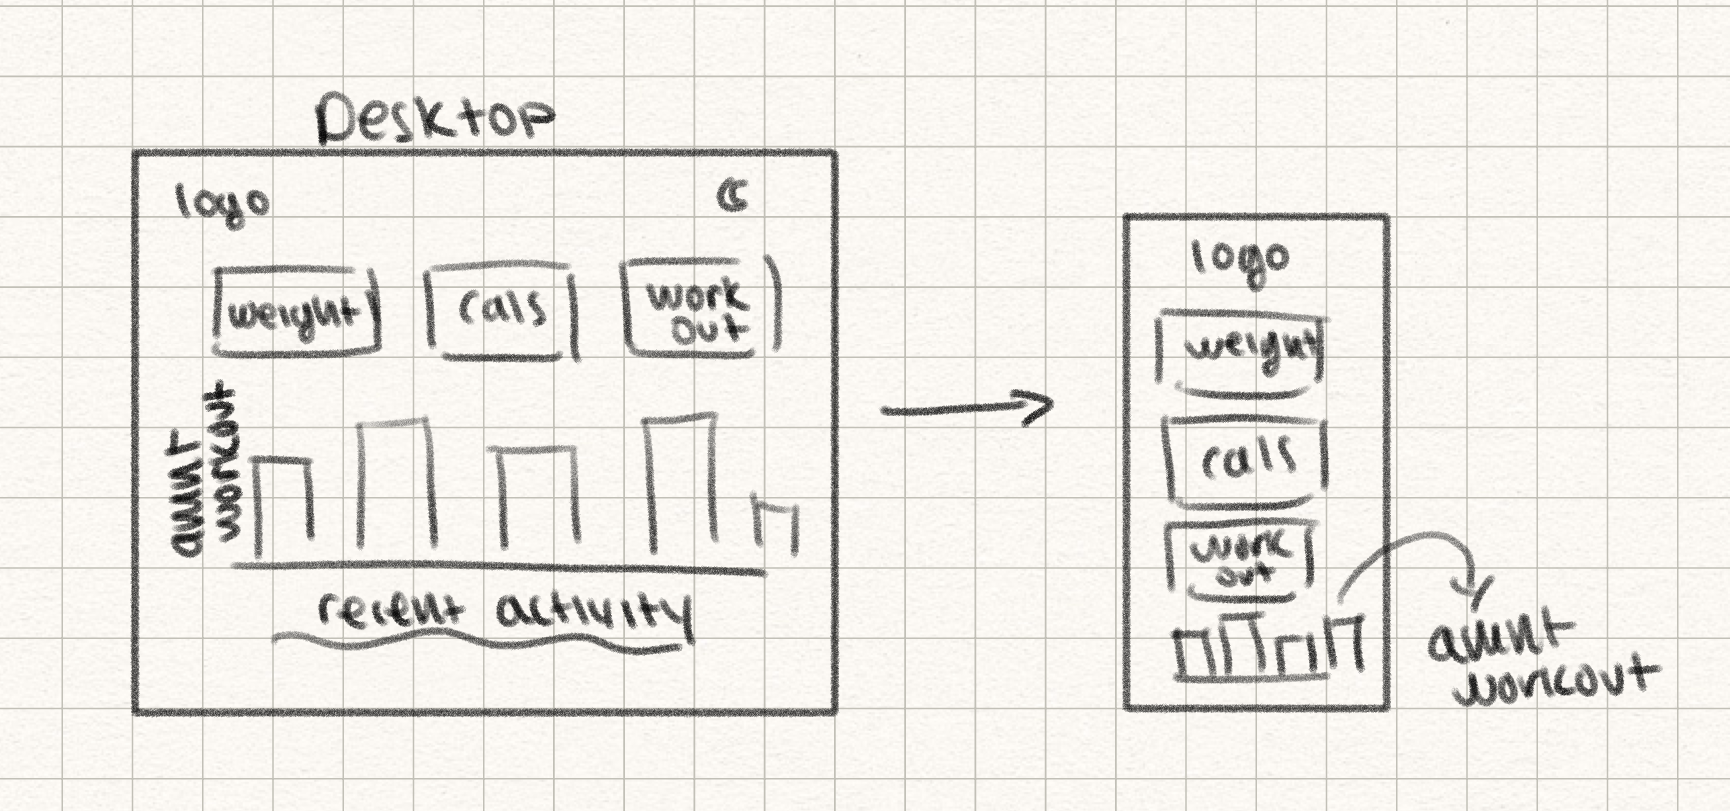 Desktop
logo
weight
cals
work
out
amnt
workout
recent activity
logo
weight
cals
work
out
amnt
workout